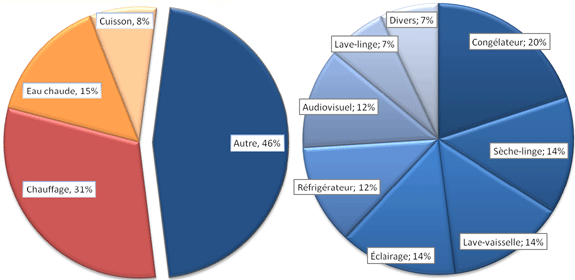 Cuisson, 8%
Eau chaude, 15%
Chauffage, 31%
Autre, 46%
Divers; 7%
Lave-linge; 7%
Audiovisuel; 12%
Réfrigérateur; 12%
Éclairage; 14%
Lave-vaisselle; 14%
Sèche-linge; 14%
Congélateur; 20%